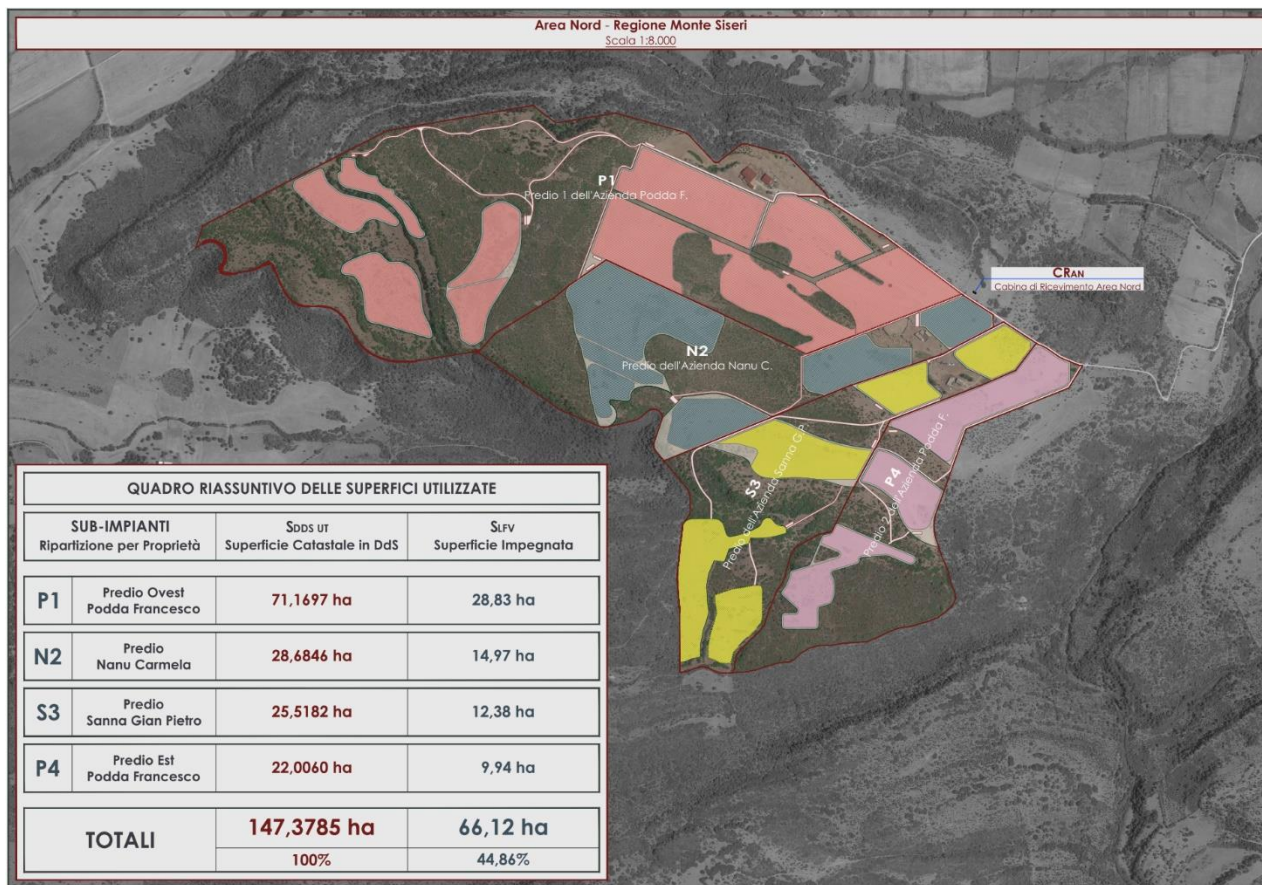 Area Nord - Regione Monte Siseri
Scala 1:8.000
P1
Predio 1 dell'Azienda Podda F.
CRAN
Cabina di Ricevimento Area Nord
N2
Predio dell'Azienda Nanu C.
S3
Predio dell'Azienda Sanna G.P.
P4
Predio 2 dell'Azienda Podda F.
QUADRO RIASSUNTIVO DELLE SUPERFICI UTILIZZATE
SUB-IMPIANTI
Ripartizione per Proprietà
SDDS UT
Superficie Catastale in DdS
SLFV
Superficie Impegnata
P1
Predio Ovest
Podda Francesco
71,1697 ha
28,83 ha
N2
Predio
Nanu Carmela
28,6846 ha
14,97 ha
S3
Predio
Sanna Gian Pietro
25,5182 ha
12,38 ha
P4
Predio Est
Podda Francesco
22,0060 ha
9,94 ha
TOTALI
147,3785 ha
66,12 ha
100%
44,86%